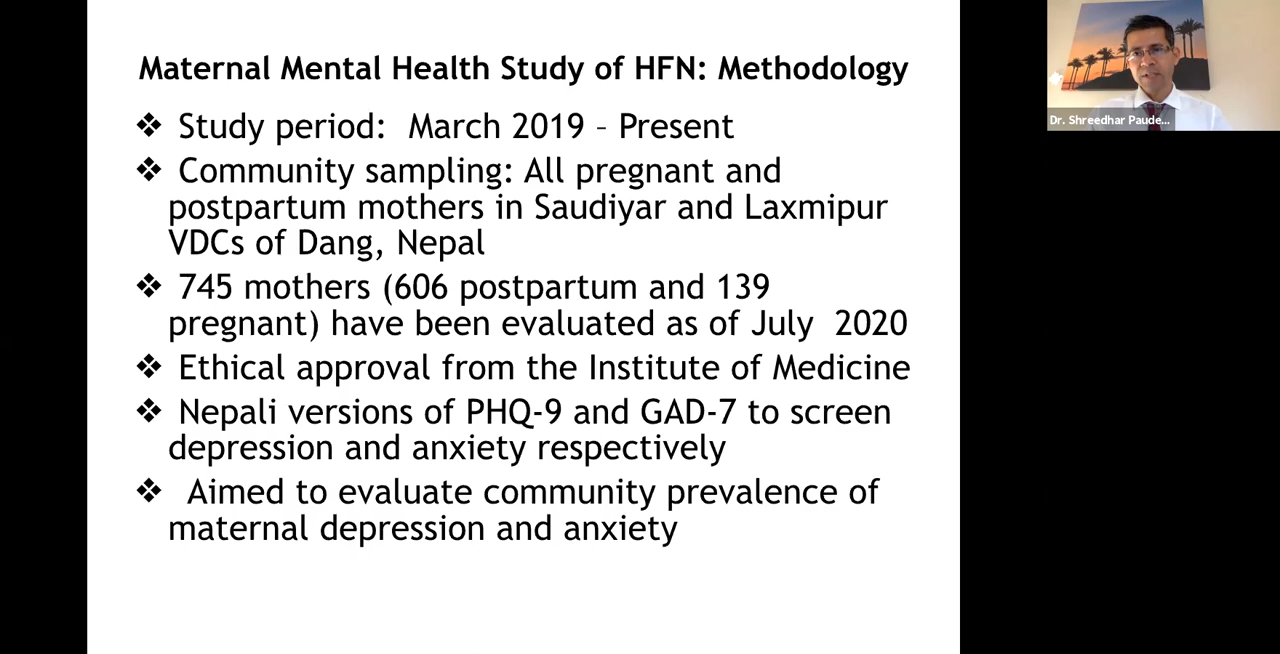 Maternal Mental Health Study of HFN: Methodology
❖ Study period:  March 2019 – Present
❖ Community sampling: All pregnant and
postpartum mothers in Saudiyar and Laxmipur
VDCs of Dang, Nepal
❖ 745 mothers (606 postpartum and 139
pregnant) have been evaluated as of July  2020
❖ Ethical approval from the Institute of Medicine
❖ Nepali versions of PHQ-9 and GAD-7 to screen
depression and anxiety respectively
❖ Aimed to evaluate community prevalence of
maternal depression and anxiety
Dr. Shreedhar Paude...